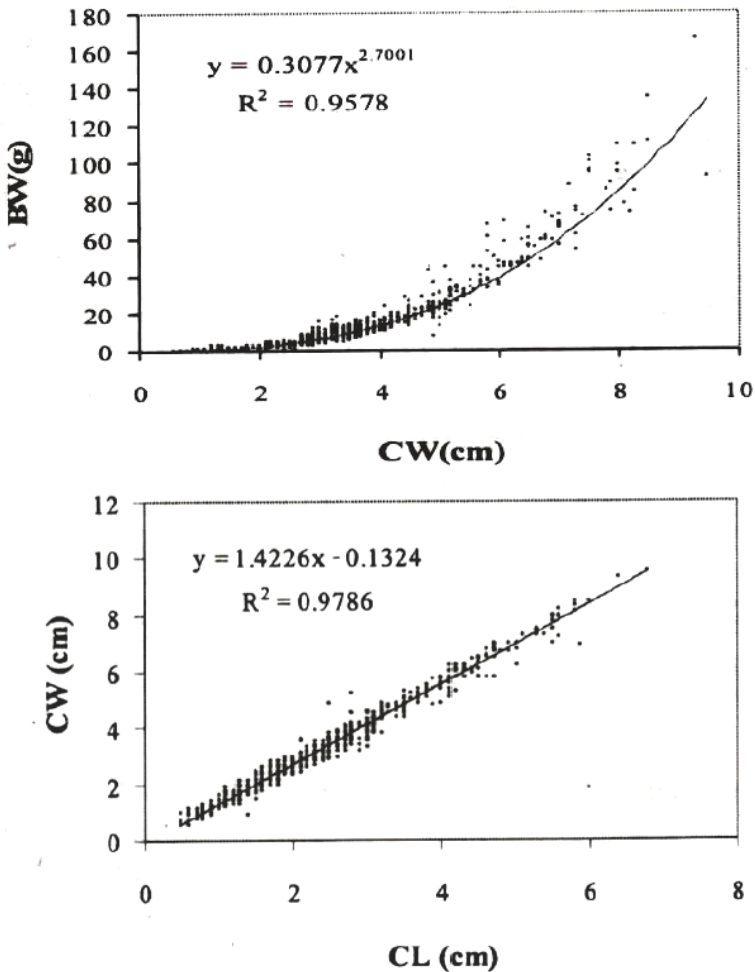 180
160
140
120
100
80
60
40
20
0
BW(g)
y = 0.3077x^2.7001
R² = 0.9578
0 2 4 6 8 10
CW(cm)
12
10
8
6
4
2
0
CW (cm)
y = 1.4226x - 0.1324
R² = 0.9786
0 2 4 6 8
CL (cm)